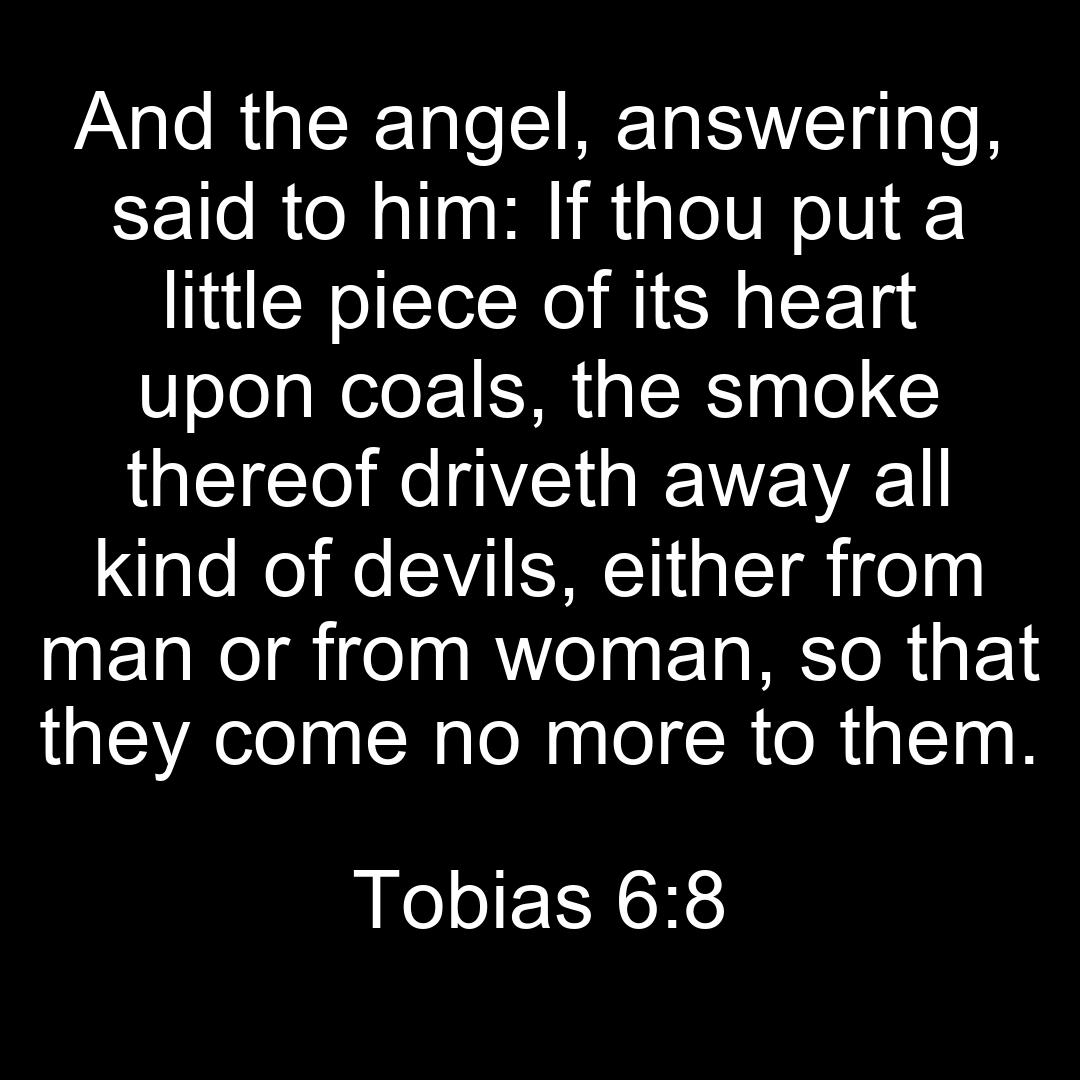 And the angel, answering,
said to him: If thou put a
little piece of its heart
upon coals, the smoke
thereof driveth away all
kind of devils, either from
man or from woman, so that
they come no more to them.
Tobias 6:8